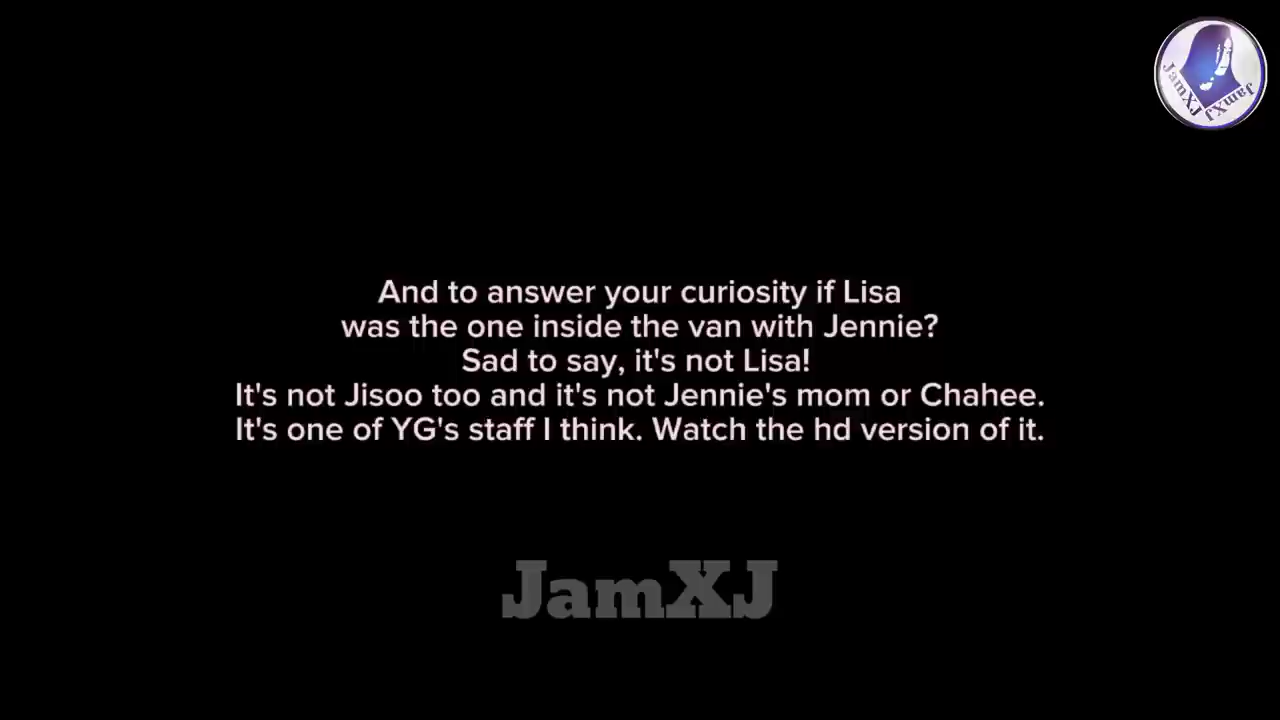 JamXJ JamXJ
And to answer your curiosity if Lisa
was the one inside the van with Jennie?
Sad to say, it's not Lisa!
It's not Jisoo too and it's not Jennie's mom or Chahee.
It's one of YG's staff I think. Watch the hd version of it.
JamXJ